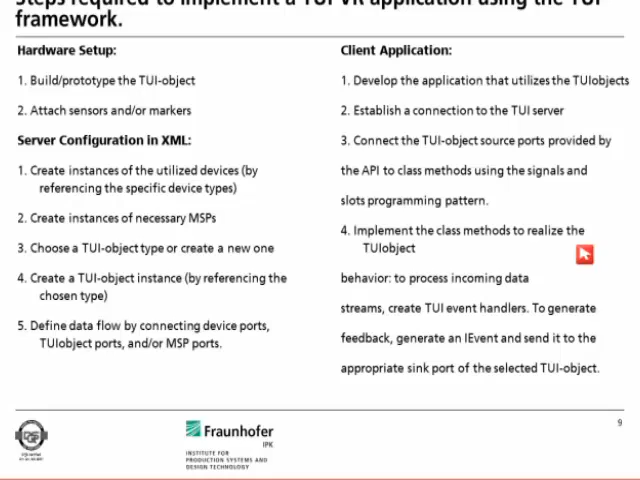 Steps required to implement a TUI VR application using the TUI
framework.
Hardware Setup:
1. Build/prototype the TUI-object
2. Attach sensors and/or markers
Server Configuration in XML:
1. Create instances of the utilized devices (by
referencing the specific device types)
2. Create instances of necessary MSPs
3. Choose a TUI-object type or create a new one
4. Create a TUI-object instance (by referencing the
chosen type)
5. Define data flow by connecting device ports,
TUIobject ports, and/or MSP ports.
Client Application:
1. Develop the application that utilizes the TUIobjects
2. Establish a connection to the TUI server
3. Connect the TUI-object source ports provided by
the API to class methods using the signals and
slots programming pattern.
4. Implement the class methods to realize the
TUIobject
behavior: to process incoming data
streams, create TUI event handlers. To generate
feedback, generate an IEvent and send it to the
appropriate sink port of the selected TUI-object.
9
Fraunhofer
IPK
INSTITUTE FOR
PRODUCTION SYSTEMS AND
DESIGN TECHNOLOGY